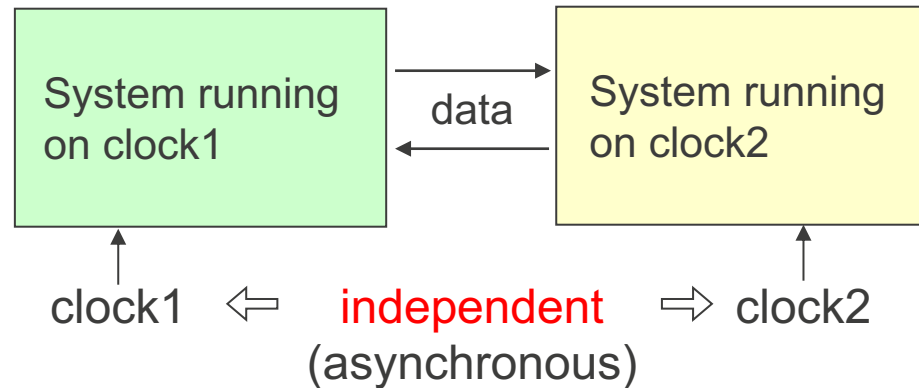 System running
on clock1
data
System running
on clock2
clock1
independent
clock2
(asynchronous)